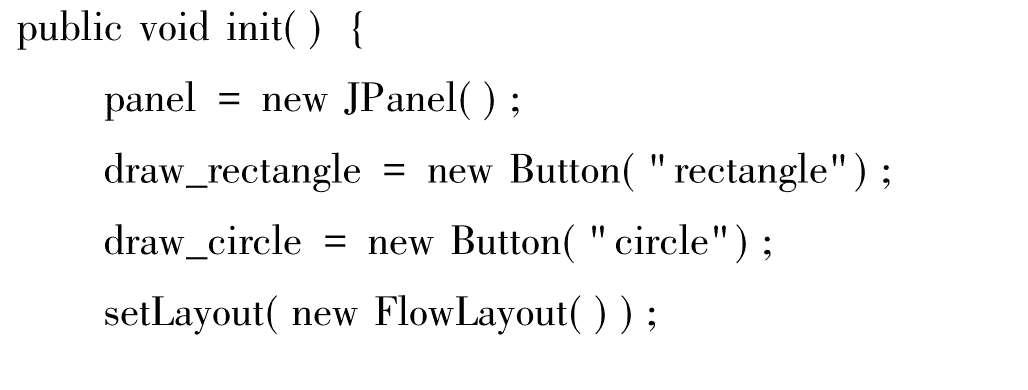 public void init( ) {
panel = new JPanel( ) ;
draw_rectangle = new Button( "rectangle") ;
draw_circle = new Button( "circle") ;
setLayout( new FlowLayout( ) ) ;